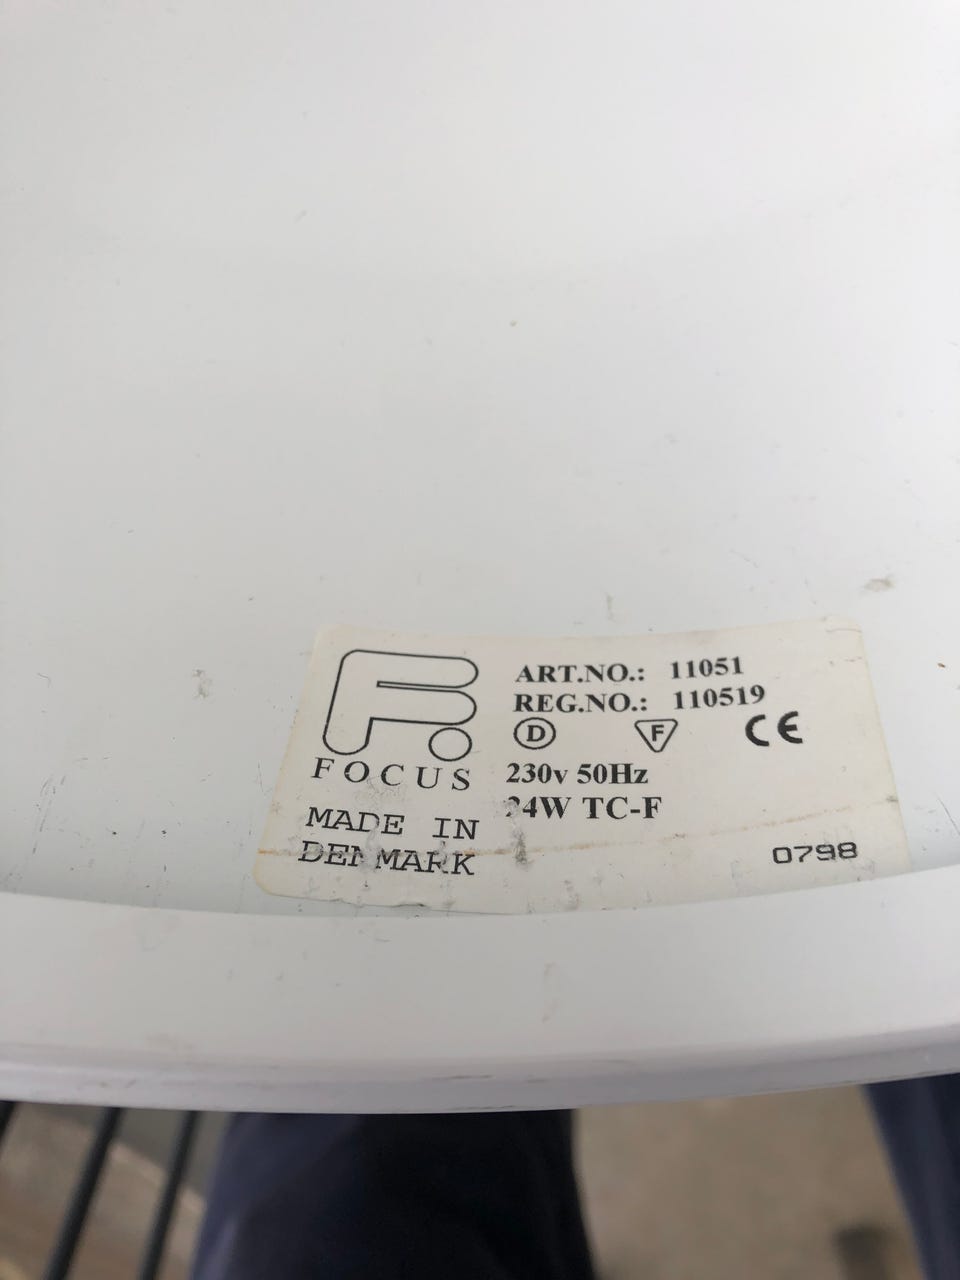 FOCUS
MADE IN
DENMARK
ART.NO.: 11051
REG.NO.: 110519
D F CE
230v 50Hz
24W TC-F
0798